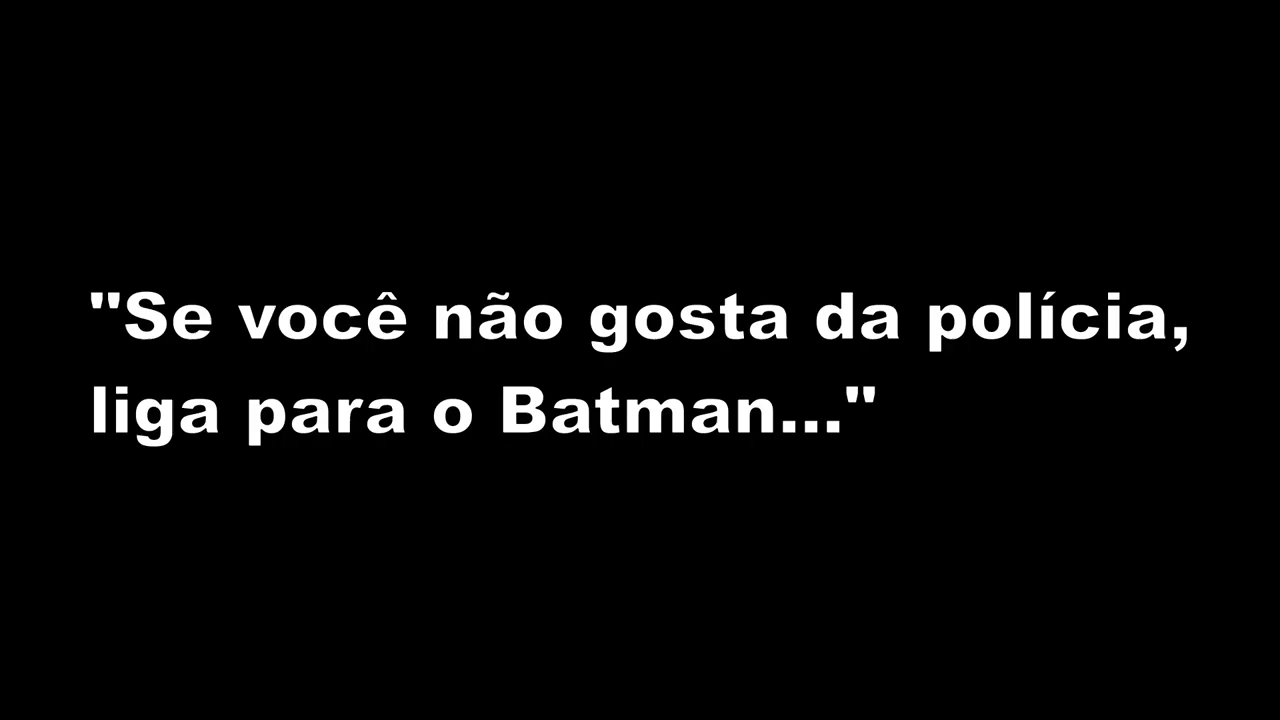 "Se você não gosta da polícia,
liga para o Batman..."